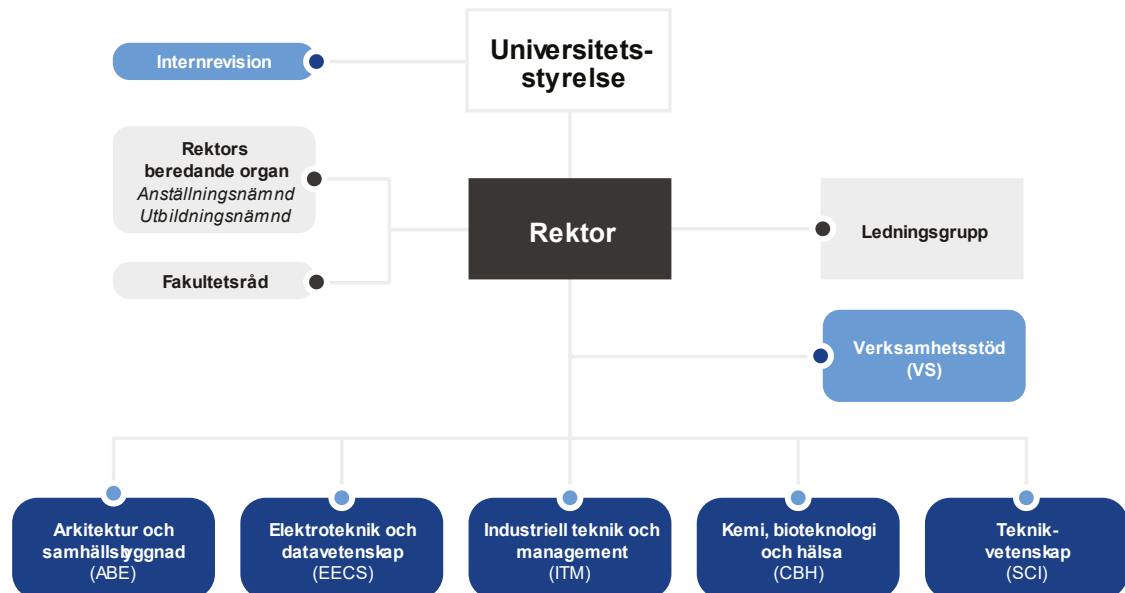 Universitets-
styrelse
Internrevision
Rektors
beredande organ
Anställningsnämnd
Utbildningsnämnd
Rektor
Ledningsgrupp
Fakultetsråd
Verksamhetsstöd
(VS)
Arkitektur och
samhällsbyggnad
(ABE)
Elektroteknik och
datavetenskap
(EECS)
Industriell teknik och
management
(ITM)
Kemi, bioteknologi
och hälsa
(CBH)
Teknik-
vetenskap
(SCI)